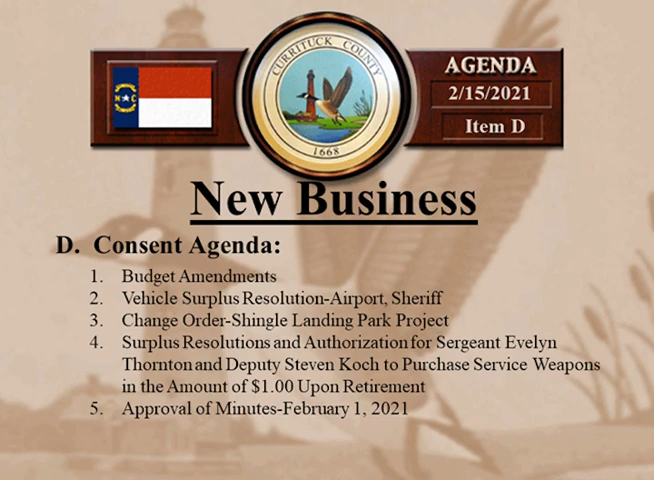 CURRITUCK COUNTY
1668
AGENDA
2/15/2021
Item D
New Business
D. Consent Agenda:
1. Budget Amendments
2. Vehicle Surplus Resolution-Airport, Sheriff
3. Change Order-Shingle Landing Park Project
4. Surplus Resolutions and Authorization for Sergeant Evelyn
Thornton and Deputy Steven Koch to Purchase Service Weapons
in the Amount of $1.00 Upon Retirement
5. Approval of Minutes-February 1, 2021